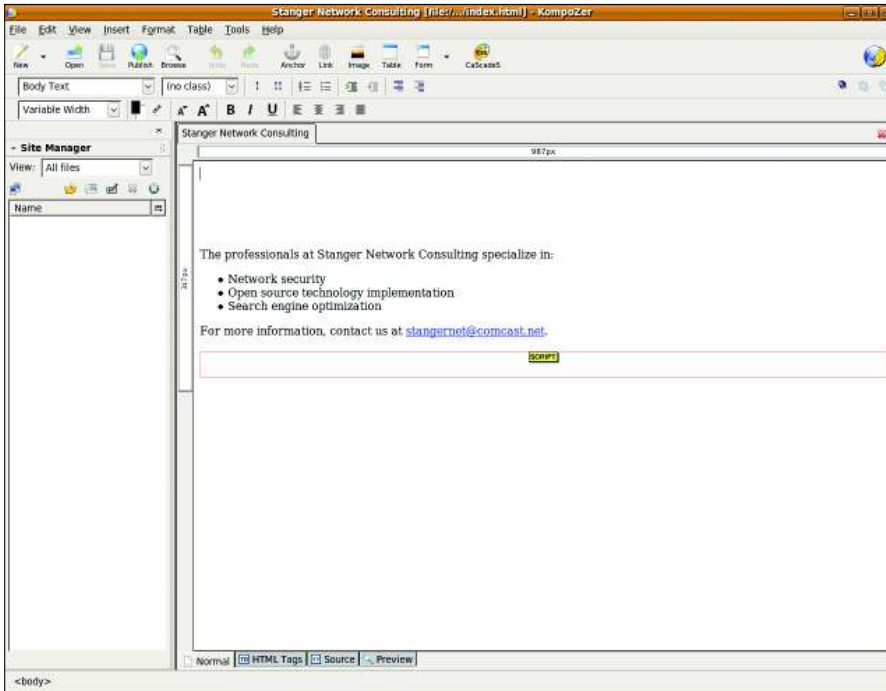 Stanger Network Consulting [file:/.../index.html] - KompoZer
File Edit View Insert Format Table Tools Help
New Open Save Publish Browse Undo Redo Anchor Link Image Table Form CaScadeS
Body Text (no class)
Variable Width A A B I U
Site Manager
View: All files
Name
Stanger Network Consulting
987px
317px
The professionals at Stanger Network Consulting specialize in:
• Network security
• Open source technology implementation
• Search engine optimization
For more information, contact us at stangernet@comcast.net.
SCRIPT
Normal HTML Tags Source Preview
<body>